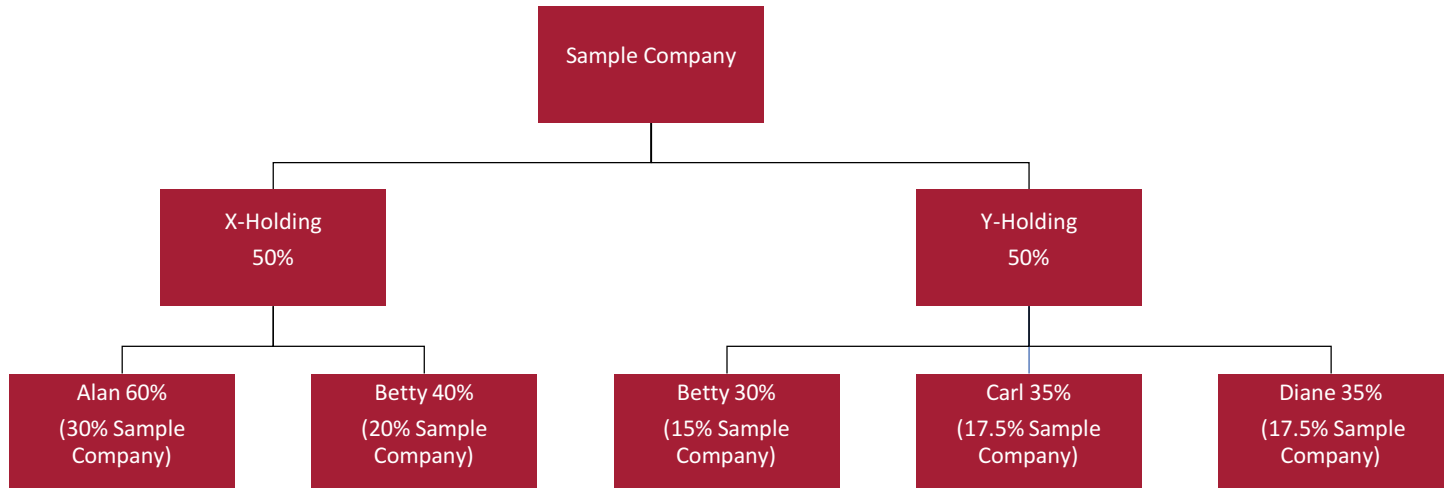 Sample Company
X-Holding
50%
Y-Holding
50%
Alan 60%
(30% Sample
Company)
Betty 40%
(20% Sample
Company)
Betty 30%
(15% Sample
Company)
Carl 35%
(17.5% Sample
Company)
Diane 35%
(17.5% Sample
Company)